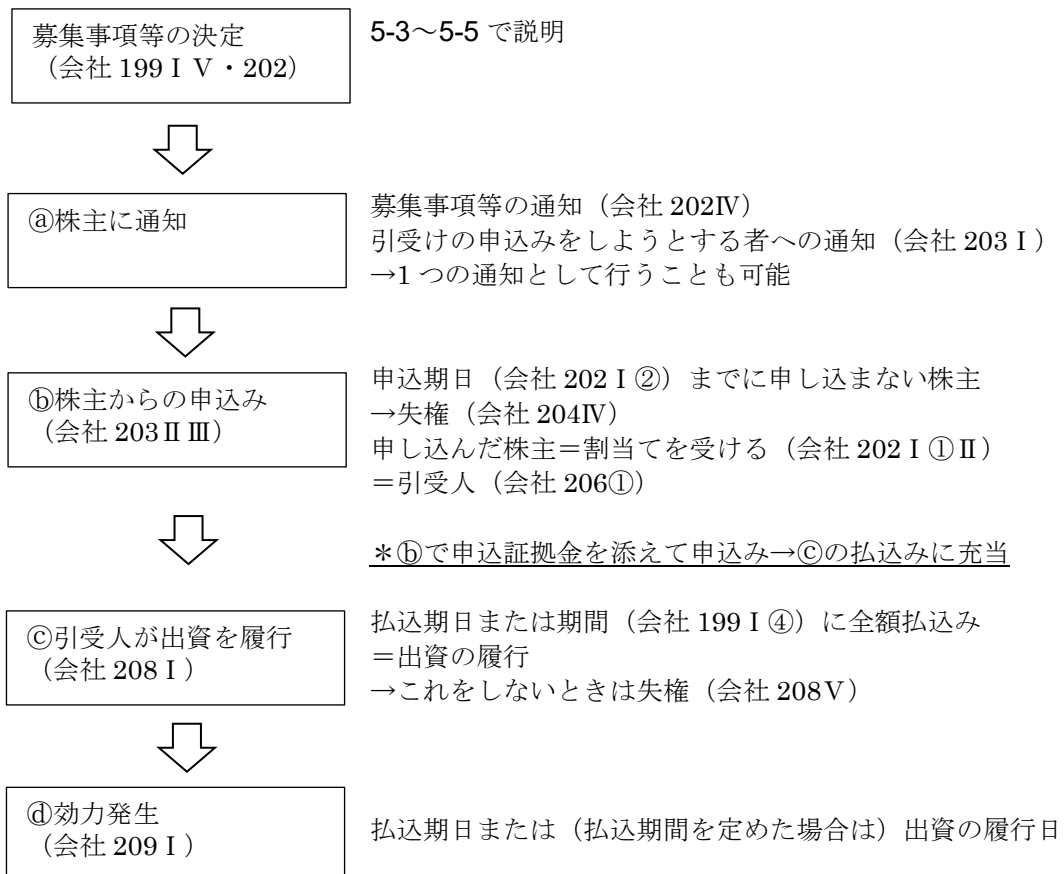 募集事項等の決定
（会社 199ⅠⅤ・202）
5-3～5-5 で説明
ⓐ株主に通知
募集事項等の通知（会社 202Ⅳ）
引受けの申込みをしようとする者への通知（会社 203Ⅰ）
→1 つの通知として行うことも可能
ⓑ株主からの申込み
（会社 203ⅡⅢ）
申込期日（会社 202Ⅰ②）までに申し込まない株主
→失権（会社 204Ⅳ）
申し込んだ株主＝割当てを受ける（会社 202Ⅰ①Ⅱ）
＝引受人（会社 206①）
＊ⓑで申込証拠金を添えて申込み→ⓒの払込みに充当
ⓒ引受人が出資を履行
（会社 208Ⅰ）
払込期日または期間（会社 199Ⅰ④）に全額払込み
＝出資の履行
→これをしないときは失権（会社 208Ⅴ）
ⓓ効力発生
（会社 209Ⅰ）
払込期日または（払込期間を定めた場合は）出資の履行日